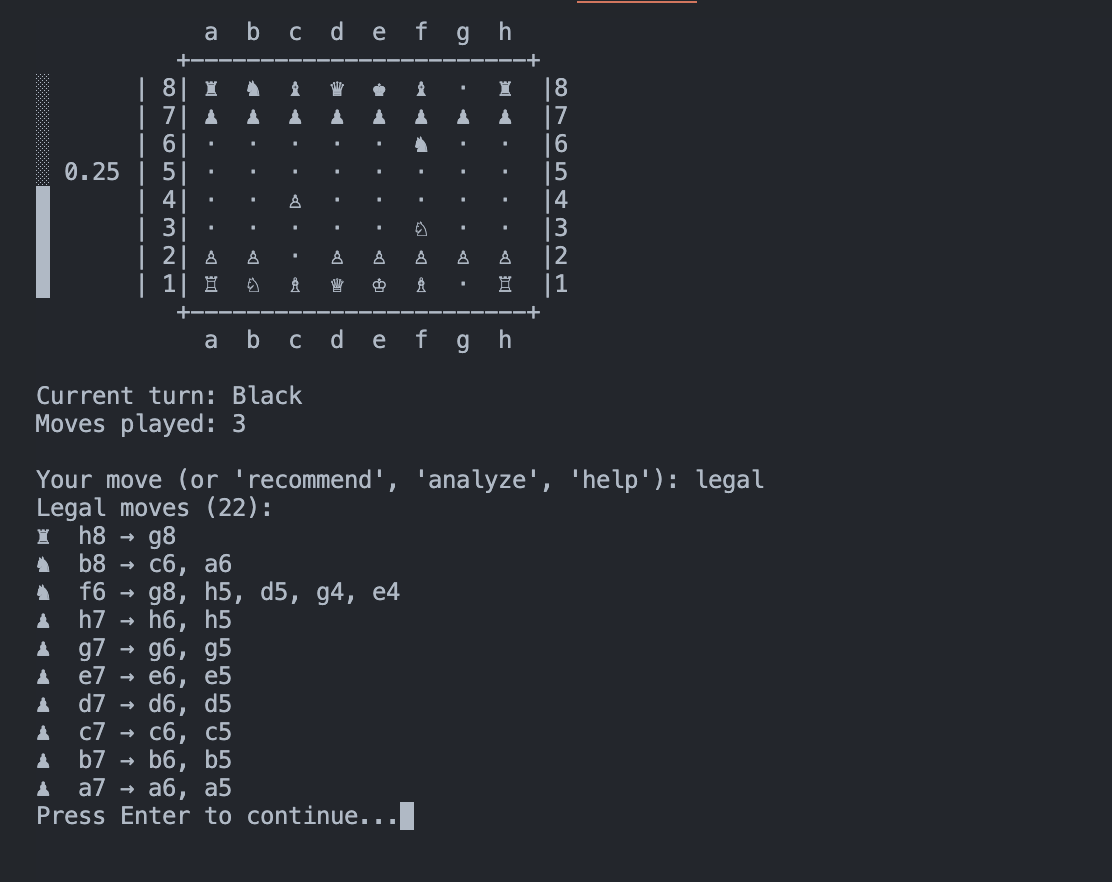 a b c d e f g h
+————————————————————————+
| 8| ♜ ♞ ♝ ♛ ♚ ♝ · ♜ |8
| 7| ♟ ♟ ♟ ♟ ♟ ♟ ♟ ♟ |7
| 6| · · · · · ♞ · · |6
0.25 | 5| · · · · · · · · |5
| 4| · · ♙ · · · · · |4
| 3| · · · · · ♘ · · |3
| 2| ♙ ♙ · ♙ ♙ ♙ ♙ ♙ |2
| 1| ♖ ♘ ♗ ♕ ♔ ♗ · ♖ |1
+————————————————————————+
a b c d e f g h
Current turn: Black
Moves played: 3
Your move (or 'recommend', 'analyze', 'help'): legal
Legal moves (22):
♜ h8 → g8
♞ b8 → c6, a6
♞ f6 → g8, h5, d5, g4, e4
♟ h7 → h6, h5
♟ g7 → g6, g5
♟ e7 → e6, e5
♟ d7 → d6, d5
♟ c7 → c6, c5
♟ b7 → b6, b5
♟ a7 → a6, a5
Press Enter to continue...